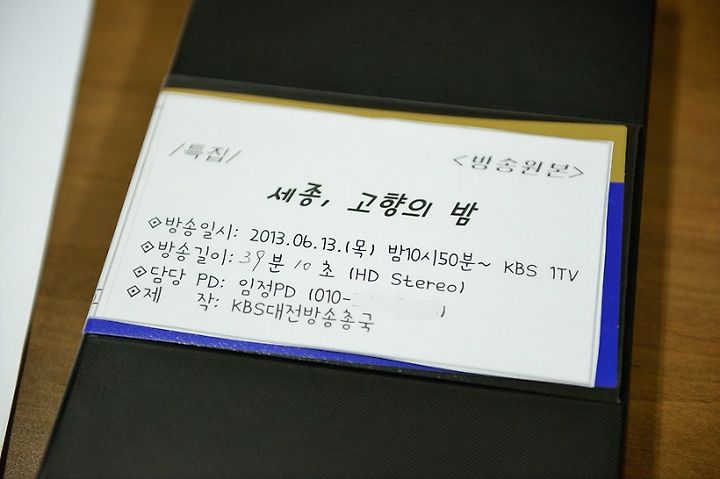 /특집/ <방송원본>
세종, 고향의 밤
◈방송일시: 2013.06.13.(목) 밤10시50분~ KBS 1TV
◈방송길이: 39분 10초 (HD Stereo)
◈담당 PD: 임정PD (010- )
◈제 작: KBS대전방송총국